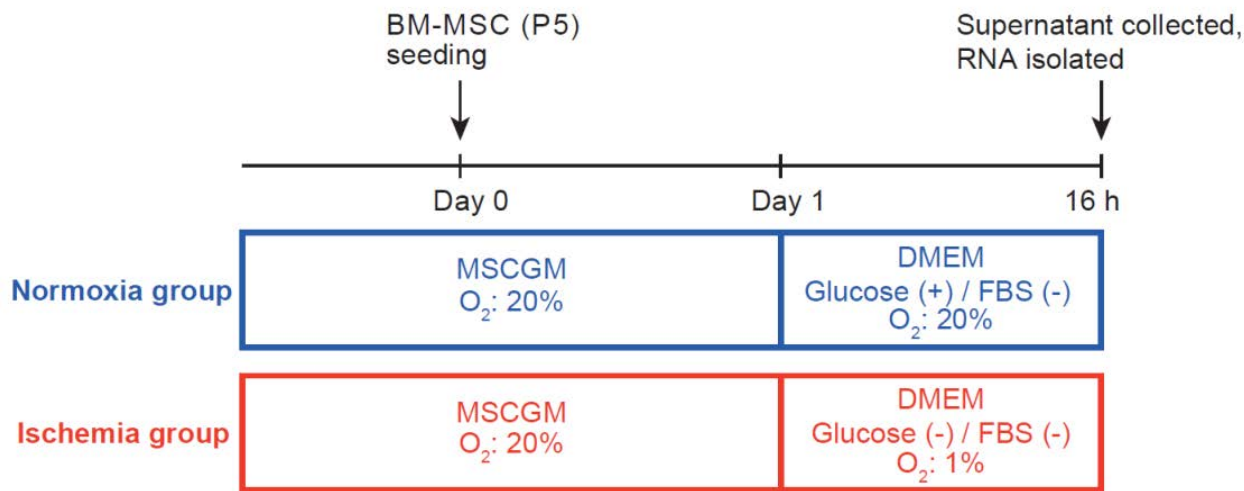 BM-MSC (P5)
seeding
Supernatant collected,
RNA isolated
Day 0
Day 1
16 h
Normoxia group
MSCGM
O₂: 20%
DMEM
Glucose (+) / FBS (-)
O₂: 20%
Ischemia group
MSCGM
O₂: 20%
DMEM
Glucose (-) / FBS (-)
O₂: 1%